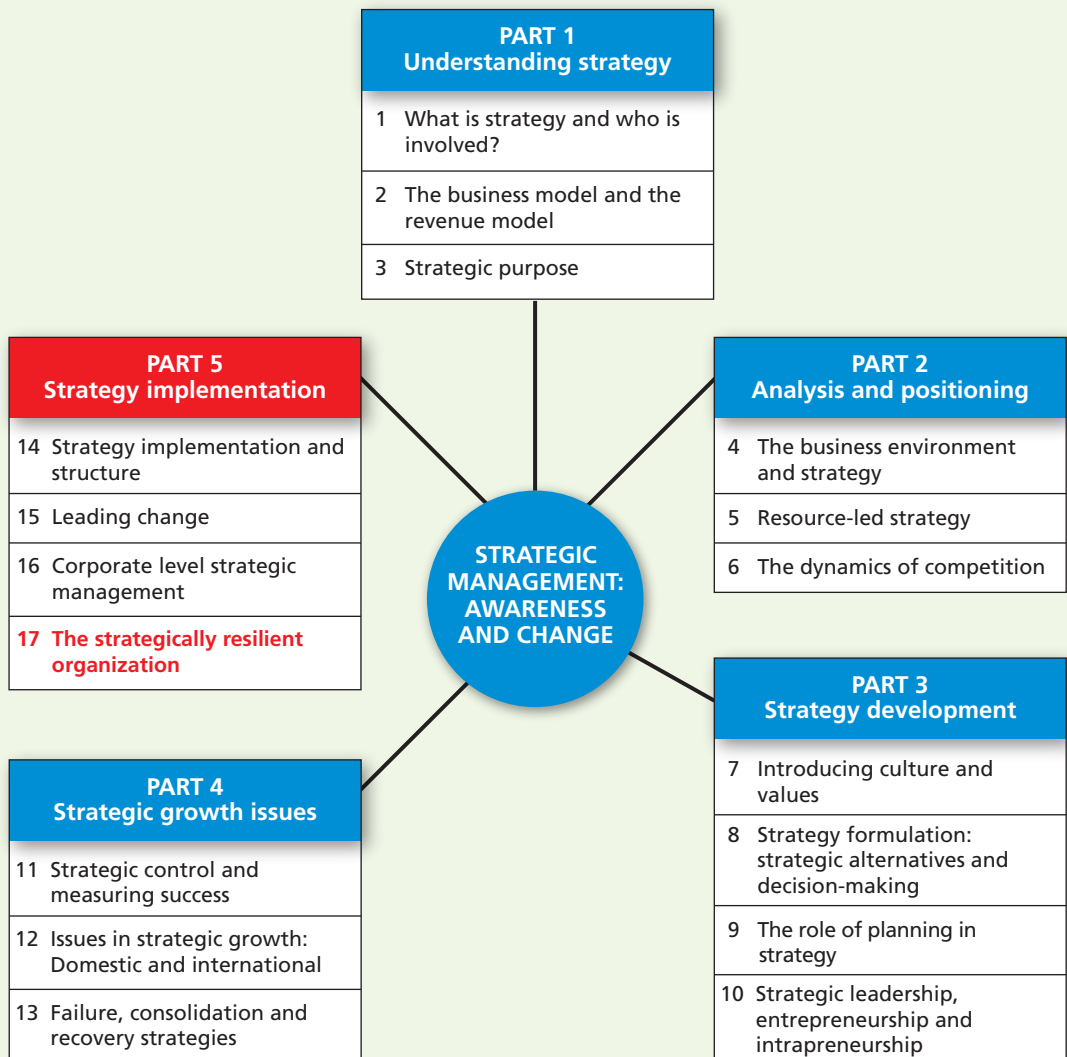 PART 1
Understanding strategy
1 What is strategy and who is
involved?
2 The business model and the
revenue model
3 Strategic purpose
PART 5
Strategy implementation
14 Strategy implementation and
structure
15 Leading change
16 Corporate level strategic
management
17 The strategically resilient
organization
STRATEGIC
MANAGEMENT:
AWARENESS
AND CHANGE
PART 2
Analysis and positioning
4 The business environment
and strategy
5 Resource-led strategy
6 The dynamics of competition
PART 3
Strategy development
7 Introducing culture and
values
8 Strategy formulation:
strategic alternatives and
decision-making
9 The role of planning in
strategy
10 Strategic leadership,
entrepreneurship and
intrapreneurship
PART 4
Strategic growth issues
11 Strategic control and
measuring success
12 Issues in strategic growth:
Domestic and international
13 Failure, consolidation and
recovery strategies